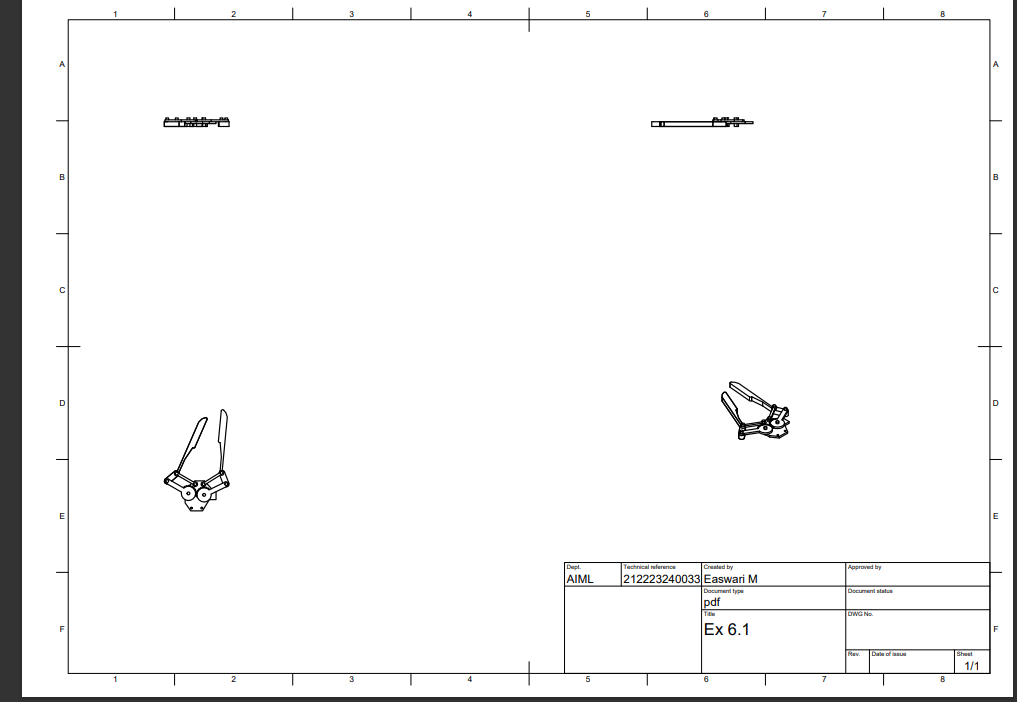 1 2 3 4 5 6 7 8
A A
B B
C C
D D
E E
Dept. Technical reference Created by Approved by
AIML 212223240033 Easwari M
Document type Document status
pdf
Title DWG No.
Ex 6.1
F F
Rev. Date of issue Sheet
1/1
1 2 3 4 5 6 7 8